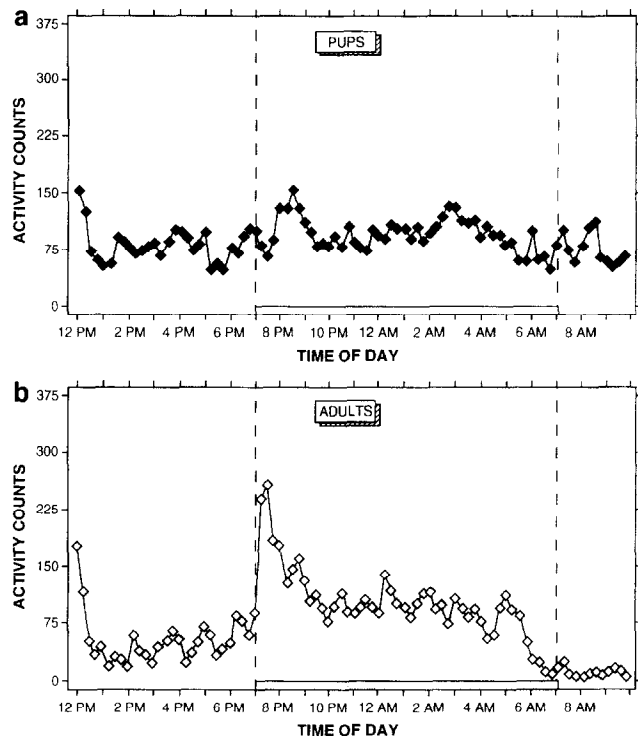 a
PUPS
375
300
225
150
75
0
ACTIVITY COUNTS
12 PM 2 PM 4 PM 6 PM 8 PM 10 PM 12 AM 2 AM 4 AM 6 AM 8 AM
TIME OF DAY
b
ADULTS
375
300
225
150
75
0
ACTIVITY COUNTS
12 PM 2 PM 4 PM 6 PM 8 PM 10 PM 12 AM 2 AM 4 AM 6 AM 8 AM
TIME OF DAY